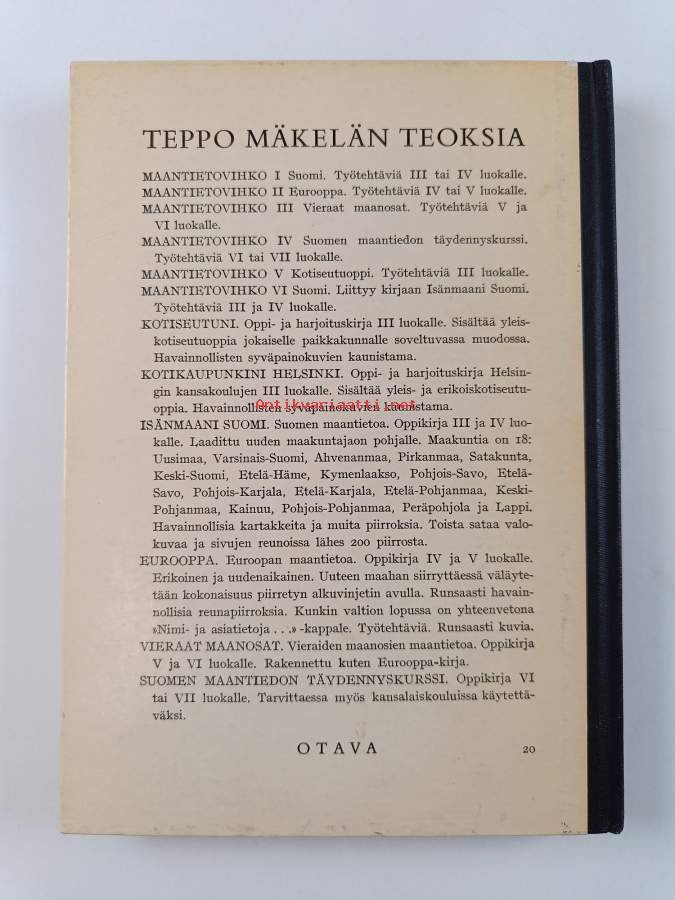 TEPPO MÄKELÄN TEOKSIA
MAANTIETOVIHKO I Suomi. Työtehtäviä III tai IV luokalle.
MAANTIETOVIHKO II Eurooppa. Työtehtäviä IV tai V luokalle.
MAANTIETOVIHKO III Vieraat maanosat. Työtehtäviä V ja
VI luokalle.
MAANTIETOVIHKO IV Suomen maantiedon täydennyskurssi.
Työtehtäviä VI tai VII luokalle.
MAANTIETOVIHKO V Kotiseutuoppi. Työtehtäviä III luokalle.
MAANTIETOVIHKO VI Suomi. Liittyy kirjaan Isänmaani Suomi.
Työtehtäviä III ja IV luokalle.
KOTISEUTUNI. Oppi- ja harjoituskirja III luokalle. Sisältää yleis-
kotiseutuoppia jokaiselle paikkakunnalle soveltuvassa muodossa.
Havainnollisten syväpainokuvien kaunistama.
KOTIKAUPUNKINI HELSINKI. Oppi- ja harjoituskirja Helsin-
gin kansakoulujen III luokalle. Sisältää yleis- ja erikoiskotiseutu-
oppia. Havainnollisten syväpainokuvien kaunistama.
Antikvariaatti.net
ISÄNMAANI SUOMI. Suomen maantietoa. Oppikirja III ja IV luo-
kalle. Laadittu uuden maakuntajaon pohjalle. Maakuntia on 18:
Uusimaa, Varsinais-Suomi, Ahvenanmaa, Pirkanmaa, Satakunta,
Keski-Suomi, Etelä-Häme, Kymenlaakso, Pohjois-Savo, Etelä-
Savo, Pohjois-Karjala, Etelä-Karjala, Etelä-Pohjanmaa, Keski-
Pohjanmaa, Kainuu, Pohjois-Pohjanmaa, Peräpohjola ja Lappi.
Havainnollisia kartakkeita ja muita piirroksia. Toista sataa valo-
kuvaa ja sivujen reunoissa lähes 200 piirrosta.
EUROOPPA. Euroopan maantietoa. Oppikirja IV ja V luokalle.
Erikoinen ja uudenaikainen. Uuteen maahan siirryttäessä väläyte-
tään kokonaisuus piirretyn alkuvinjetin avulla. Runsaasti havain-
nollisia reunapiirroksia. Kunkin valtion lopussa on yhteenvetona
»Nimi- ja asiatietoja . . .» -kappale. Työtehtäviä. Runsaasti kuvia.
VIERAAT MAANOSAT. Vieraiden maanosien maantietoa. Oppikirja
V ja VI luokalle. Rakennettu kuten Eurooppa-kirja.
SUOMEN MAANTIEDON TÄYDENNYSKURSSI. Oppikirja VI
tai VII luokalle. Tarvittaessa myös kansalaiskouluissa käytettä-
väksi.
OTAVA
20